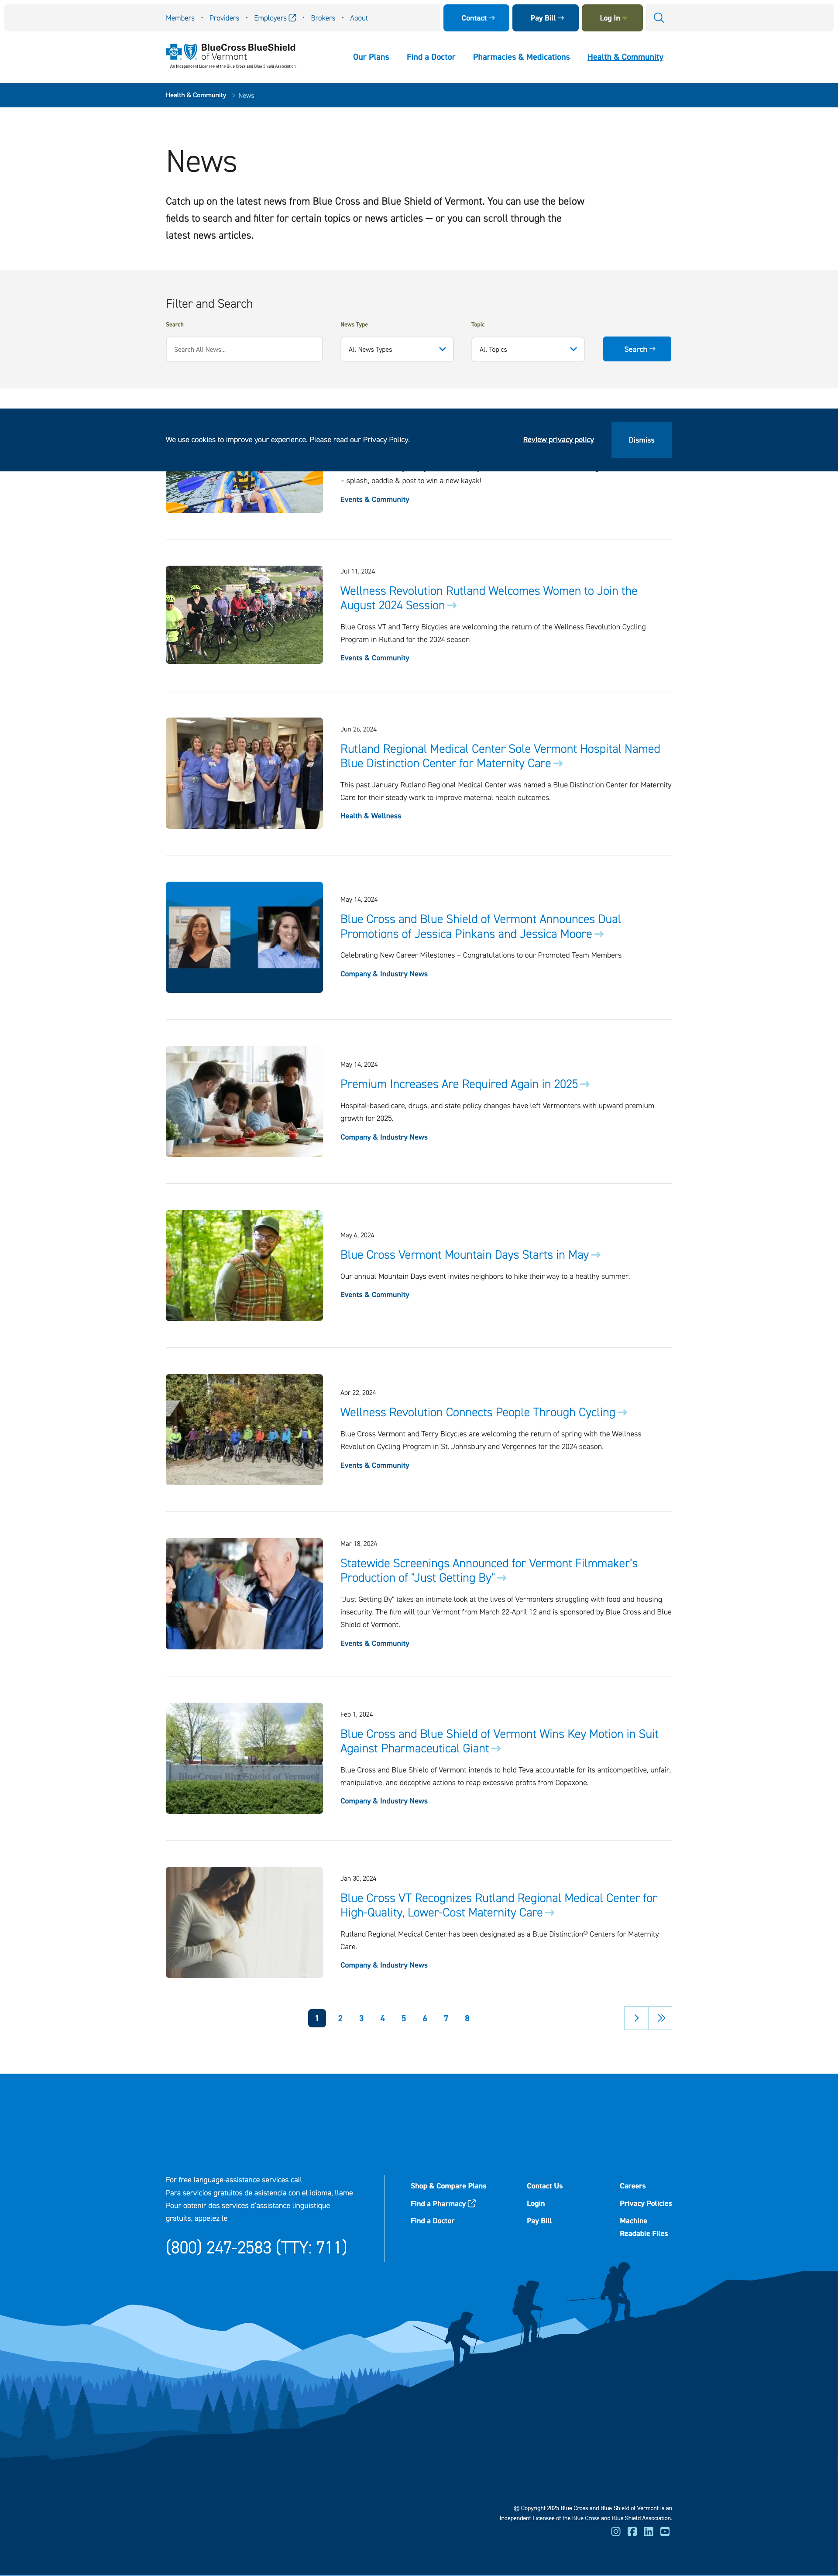 Members • Providers • Employers • Brokers • About
Contact
Pay Bill
Log In
BlueCross BlueShield
of Vermont
An Independent Licensee of the Blue Cross and Blue Shield Association.
Our Plans
Find a Doctor
Pharmacies & Medications
Health & Community
Health & Community > News
News
Catch up on the latest news from Blue Cross and Blue Shield of Vermont. You can use the below
fields to search and filter for certain topics or news articles — or you can scroll through the
latest news articles.
Filter and Search
Search
News Type
Topic
Search All News...
All News Types
All Topics
Search
We use cookies to improve your experience. Please read our Privacy Policy.
Review privacy policy
Dismiss
– splash, paddle & post to win a new kayak!
Events & Community
Jul 11, 2024
Wellness Revolution Rutland Welcomes Women to Join the
August 2024 Session
Blue Cross VT and Terry Bicycles are welcoming the return of the Wellness Revolution Cycling
Program in Rutland for the 2024 season
Events & Community
Jun 26, 2024
Rutland Regional Medical Center Sole Vermont Hospital Named
Blue Distinction Center for Maternity Care
This past January Rutland Regional Medical Center was named a Blue Distinction Center for Maternity
Care for their steady work to improve maternal health outcomes.
Health & Wellness
May 14, 2024
Blue Cross and Blue Shield of Vermont Announces Dual
Promotions of Jessica Pinkans and Jessica Moore
Celebrating New Career Milestones – Congratulations to our Promoted Team Members
Company & Industry News
May 14, 2024
Premium Increases Are Required Again in 2025
Hospital-based care, drugs, and state policy changes have left Vermonters with upward premium
growth for 2025.
Company & Industry News
May 6, 2024
Blue Cross Vermont Mountain Days Starts in May
Our annual Mountain Days event invites neighbors to hike their way to a healthy summer.
Events & Community
Apr 22, 2024
Wellness Revolution Connects People Through Cycling
Blue Cross Vermont and Terry Bicycles are welcoming the return of spring with the Wellness
Revolution Cycling Program in St. Johnsbury and Vergennes for the 2024 season.
Events & Community
Mar 18, 2024
Statewide Screenings Announced for Vermont Filmmaker's
Production of "Just Getting By"
"Just Getting By" takes an intimate look at the lives of Vermonters struggling with food and housing
insecurity. The film will tour Vermont from March 22-April 12 and is sponsored by Blue Cross and Blue
Shield of Vermont.
Events & Community
BlueCross BlueShield of Vermont
Feb 1, 2024
Blue Cross and Blue Shield of Vermont Wins Key Motion in Suit
Against Pharmaceutical Giant
Blue Cross and Blue Shield of Vermont intends to hold Teva accountable for its anticompetitive, unfair,
manipulative, and deceptive actions to reap excessive profits from Copaxone.
Company & Industry News
Jan 30, 2024
Blue Cross VT Recognizes Rutland Regional Medical Center for
High-Quality, Lower-Cost Maternity Care
Rutland Regional Medical Center has been designated as a Blue Distinction® Centers for Maternity
Care.
Company & Industry News
1 2 3 4 5 6 7 8
For free language-assistance services call
Para servicios gratuitos de asistencia con el idioma, llame
Pour obtenir des services d'assistance linguistique
gratuits, appelez le
(800) 247-2583 (TTY: 711)
Shop & Compare Plans
Find a Pharmacy
Find a Doctor
Contact Us
Login
Pay Bill
Careers
Privacy Policies
Machine
Readable Files
© Copyright 2025 Blue Cross and Blue Shield of Vermont is an
Independent Licensee of the Blue Cross and Blue Shield Association.